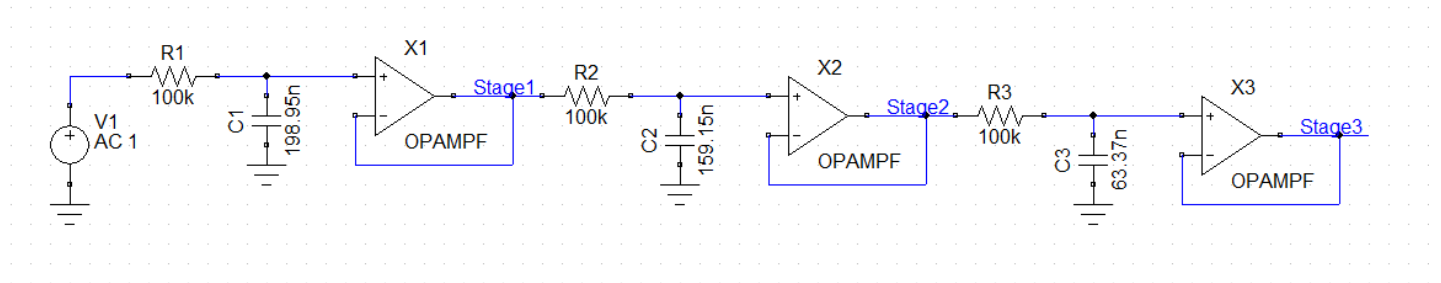 R1
100k
V1
AC 1
C1
198.95n
X1
+
−
OPAMPF
Stage1
R2
100k
C2
159.15n
X2
+
−
OPAMPF
Stage2
R3
100k
C3
63.37n
X3
+
−
OPAMPF
Stage3